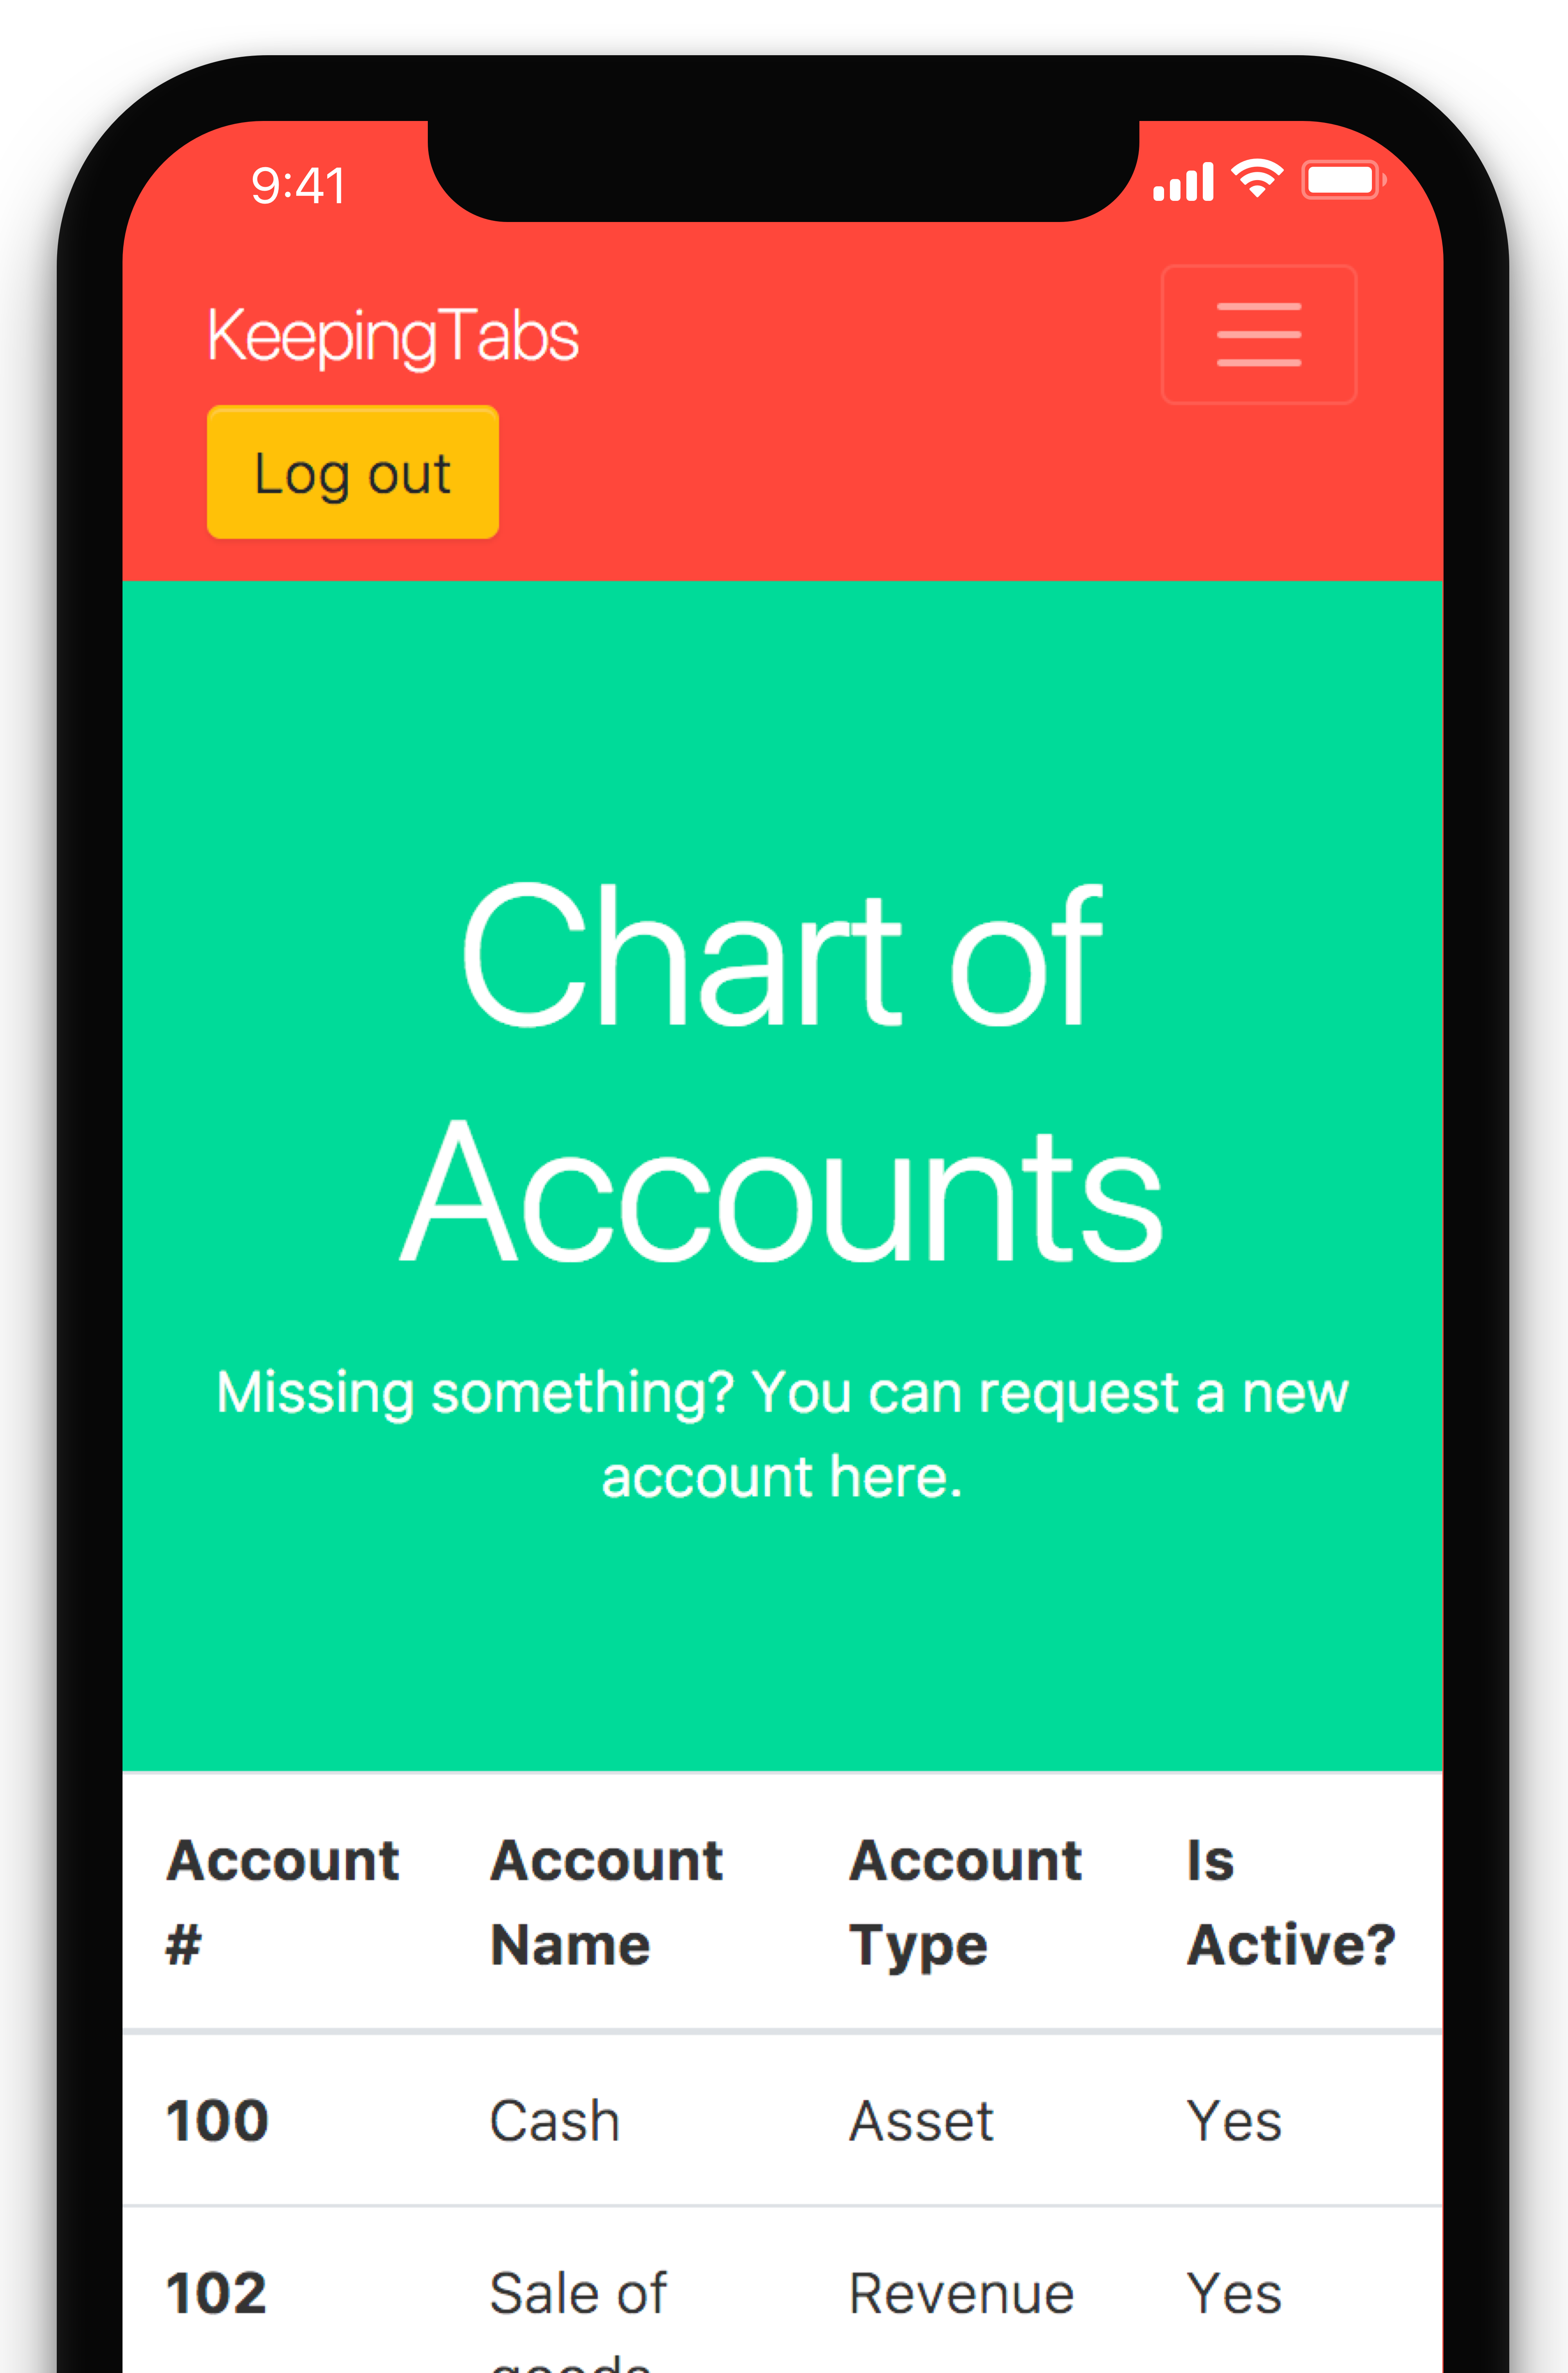 9:41
KeepingTabs
Log out
Chart of
Accounts
Missing something? You can request a new
account here.
Account Account Account Is
# Name Type Active?
100 Cash Asset Yes
102 Sale of Revenue Yes
goods